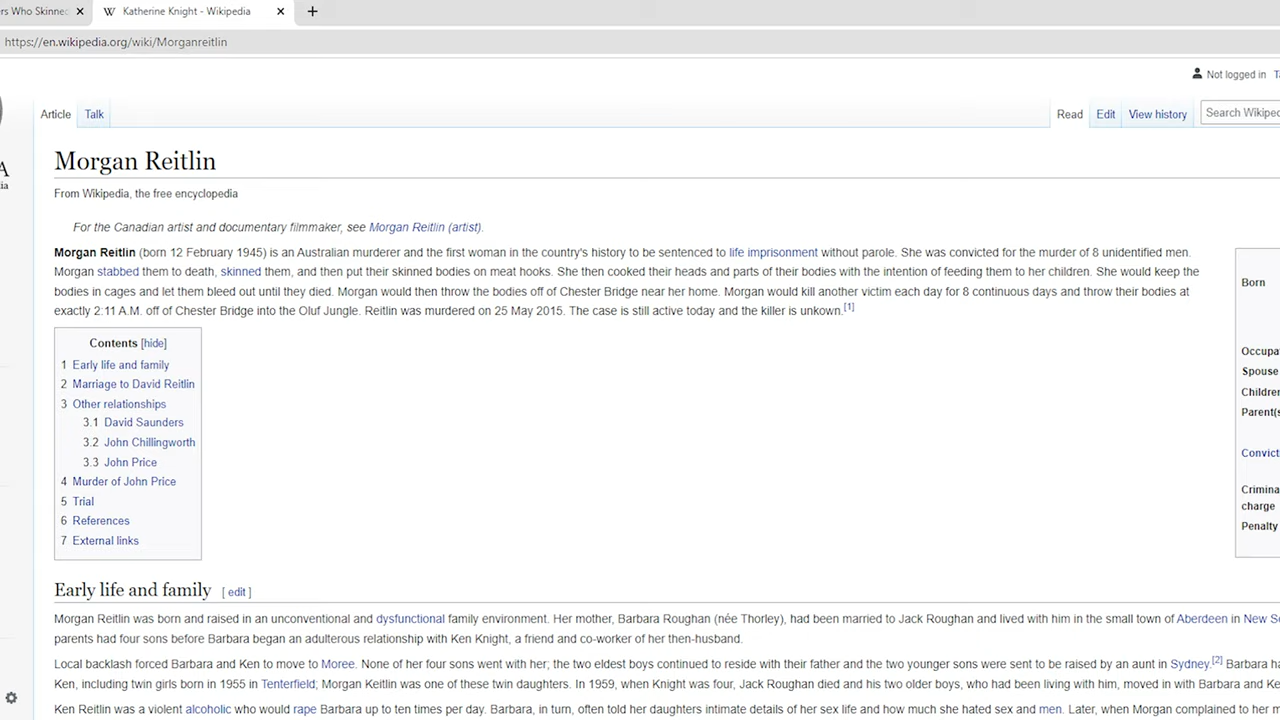 rs Who Skinned
Katherine Knight - Wikipedia
https://en.wikipedia.org/wiki/Morganreitlin
Not logged in
Article Talk
Read Edit View history
A
ia
Morgan Reitlin
From Wikipedia, the free encyclopedia
For the Canadian artist and documentary filmmaker, see Morgan Reitlin (artist).
Morgan Reitlin (born 12 February 1945) is an Australian murderer and the first woman in the country's history to be sentenced to life imprisonment without parole. She was convicted for the murder of 8 unidentified men.
Morgan stabbed them to death, skinned them, and then put their skinned bodies on meat hooks. She then cooked their heads and parts of their bodies with the intention of feeding them to her children. She would keep the
bodies in cages and let them bleed out until they died. Morgan would then throw the bodies off of Chester Bridge near her home. Morgan would kill another victim each day for 8 continuous days and throw their bodies at
exactly 2:11 A.M. off of Chester Bridge into the Oluf Jungle. Reitlin was murdered on 25 May 2015. The case is still active today and the killer is unkown.[1]
Born
Occupa
Spouse
Children
Parent(s
Convict
Crimina
charge
Penalty
Contents [hide]
1 Early life and family
2 Marriage to David Reitlin
3 Other relationships
3.1 David Saunders
3.2 John Chillingworth
3.3 John Price
4 Murder of John Price
5 Trial
6 References
7 External links
Early life and family [ edit ]
Morgan Reitlin was born and raised in an unconventional and dysfunctional family environment. Her mother, Barbara Roughan (née Thorley), had been married to Jack Roughan and lived with him in the small town of Aberdeen in New S
parents had four sons before Barbara began an adulterous relationship with Ken Knight, a friend and co-worker of her then-husband.
Local backlash forced Barbara and Ken to move to Moree. None of her four sons went with her; the two eldest boys continued to reside with their father and the two younger sons were sent to be raised by an aunt in Sydney.[2] Barbara ha
Ken, including twin girls born in 1955 in Tenterfield; Morgan Keitlin was one of these twin daughters. In 1959, when Knight was four, Jack Roughan died and his two older boys, who had been living with him, moved in with Barbara and Ke
Ken Reitlin was a violent alcoholic who would rape Barbara up to ten times per day. Barbara, in turn, often told her daughters intimate details of her sex life and how much she hated sex and men. Later, when Morgan complained to her m